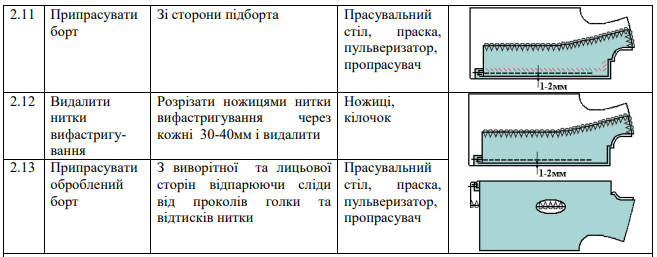 2.11 Припрасувати Зі сторони підборта Прасувальний
борт стіл, праска,
пульверизатор,
пропрасувач
1-2мм
2.12 Видалити Розрізати ножицями нитки Ножиці,
нитки вифастригування через кілочок
вифастригу- кожні 30-40мм і видалити
вання
1-2мм
2.13 Припрасувати З виворітної та лицьової Прасувальний
оброблений сторін відпарюючи сліди стіл, праска,
борт від проколів голки та пульверизатор,
відтисків нитки пропрасувач